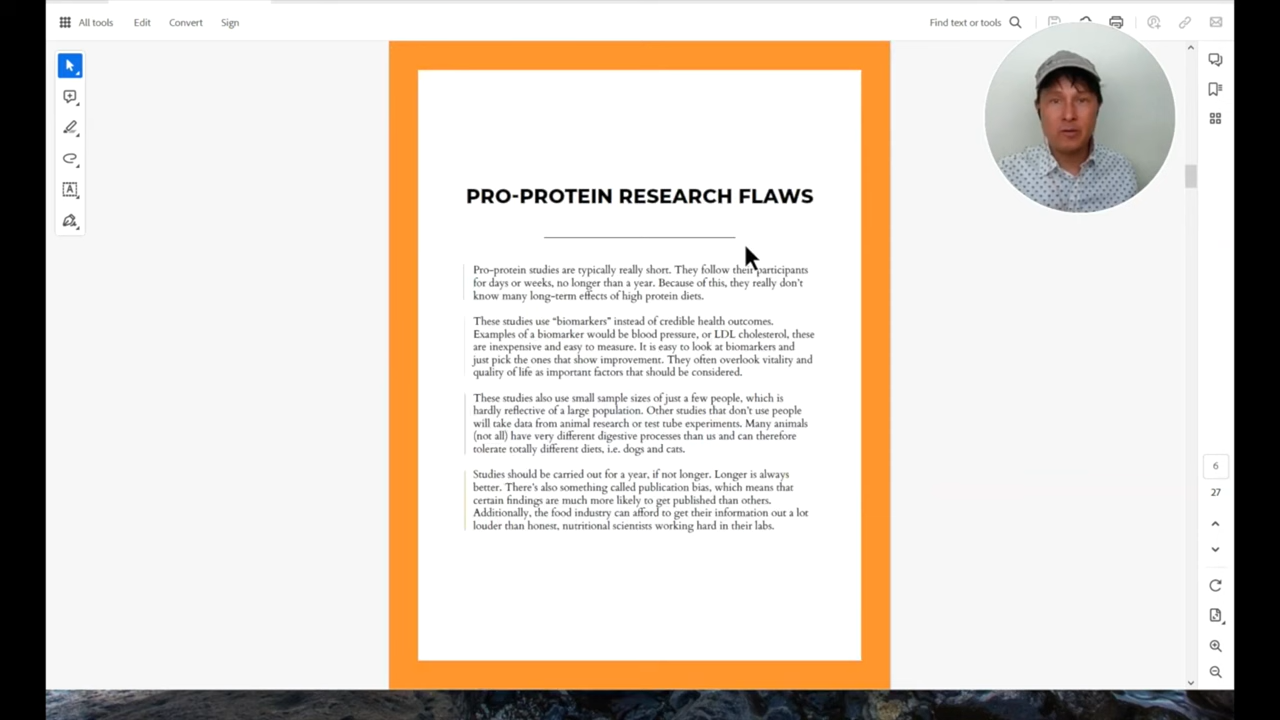 All tools Edit Convert Sign Find text or tools
PRO-PROTEIN RESEARCH FLAWS
Pro-protein studies are typically really short. They follow their participants
for days or weeks, no longer than a year. Because of this, they really don't
know many long-term effects of high protein diets.
These studies use “biomarkers” instead of credible health outcomes.
Examples of a biomarker would be blood pressure, or LDL cholesterol, these
are inexpensive and easy to measure. It is easy to look at biomarkers and
just pick the ones that show improvement. They often overlook vitality and
quality of life as important factors that should be considered.
These studies also use small sample sizes of just a few people, which is
hardly reflective of a large population. Other studies that don't use people
will take data from animal research or test tube experiments. Many animals
(not all) have very different digestive processes than us and can therefore
tolerate totally different diets, i.e. dogs and cats.
Studies should be carried out for a year, if not longer. Longer is always
better. There's also something called publication bias, which means that
certain findings are much more likely to get published than others.
Additionally, the food industry can afford to get their information out a lot
louder than honest, nutritional scientists working hard in their labs.
6
27